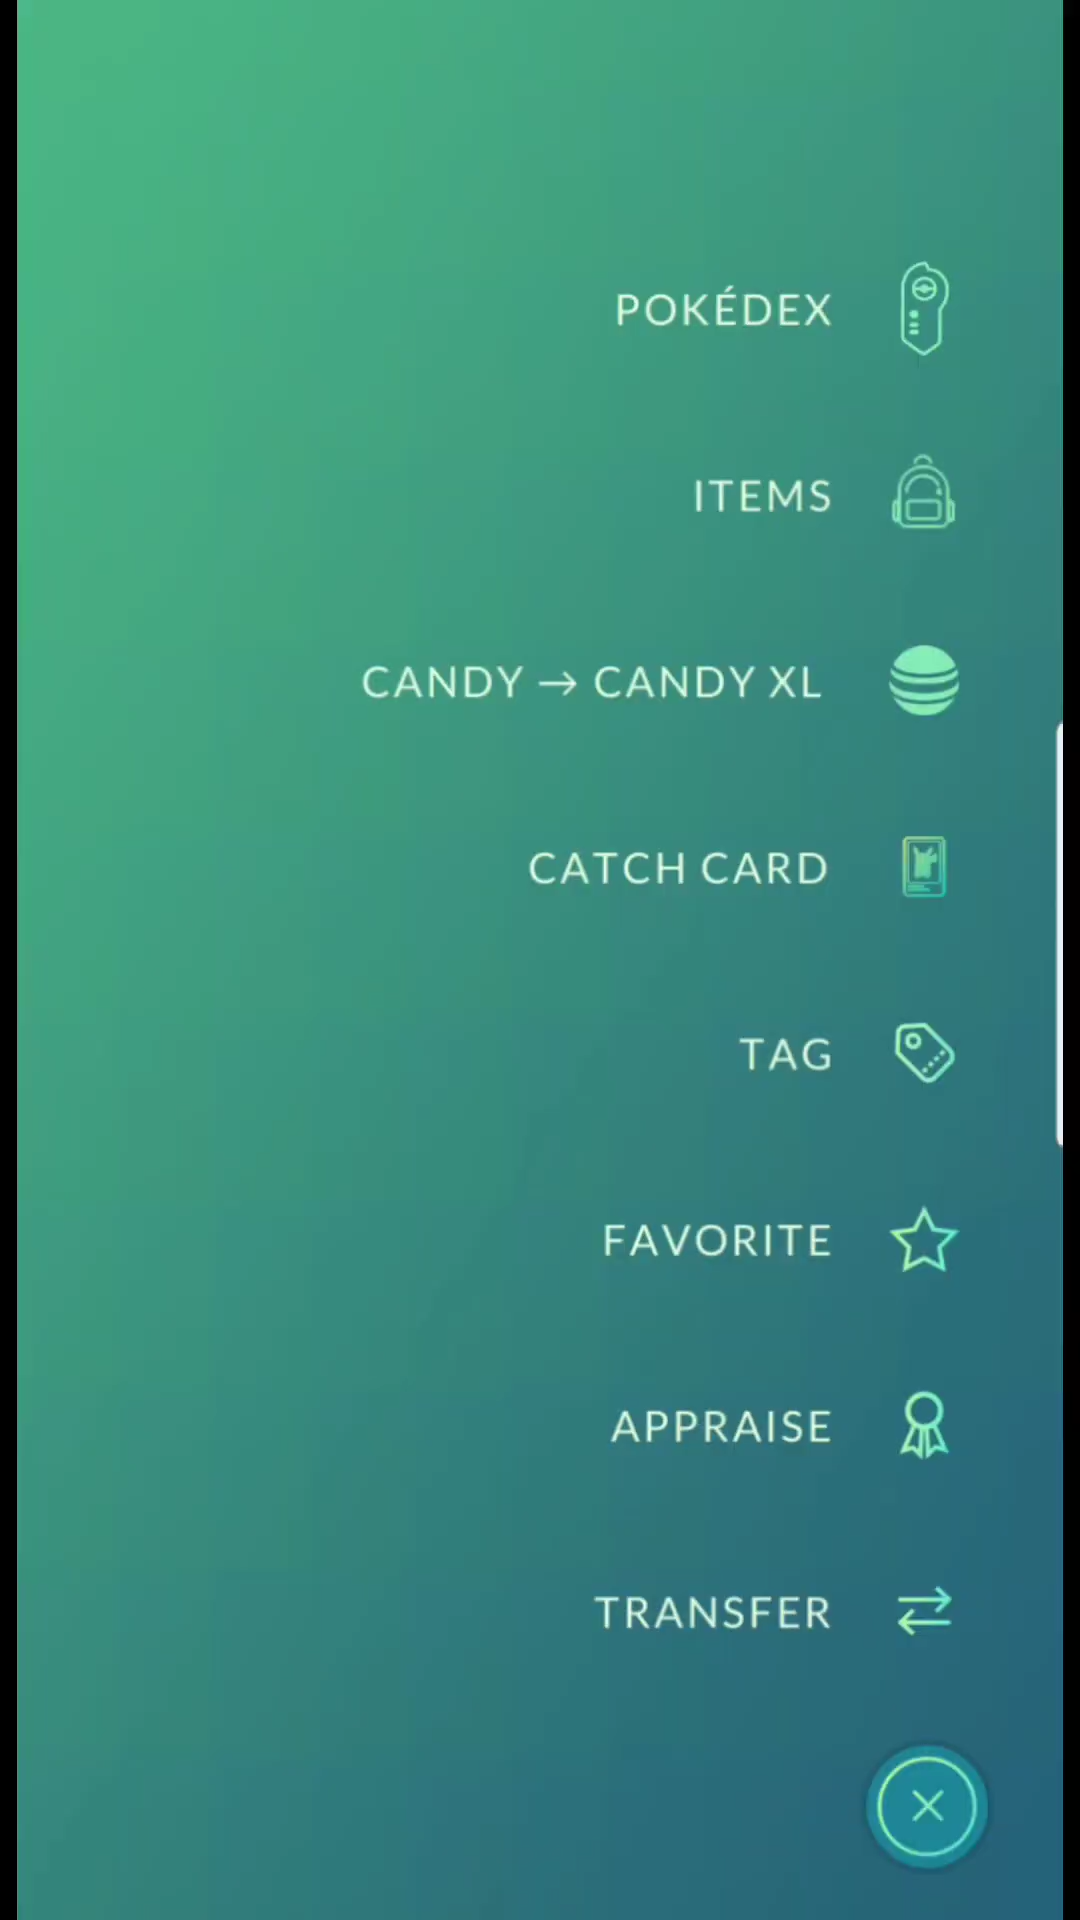 POKÉDEX
ITEMS
CANDY → CANDY XL
CATCH CARD
TAG
FAVORITE
APPRAISE
TRANSFER